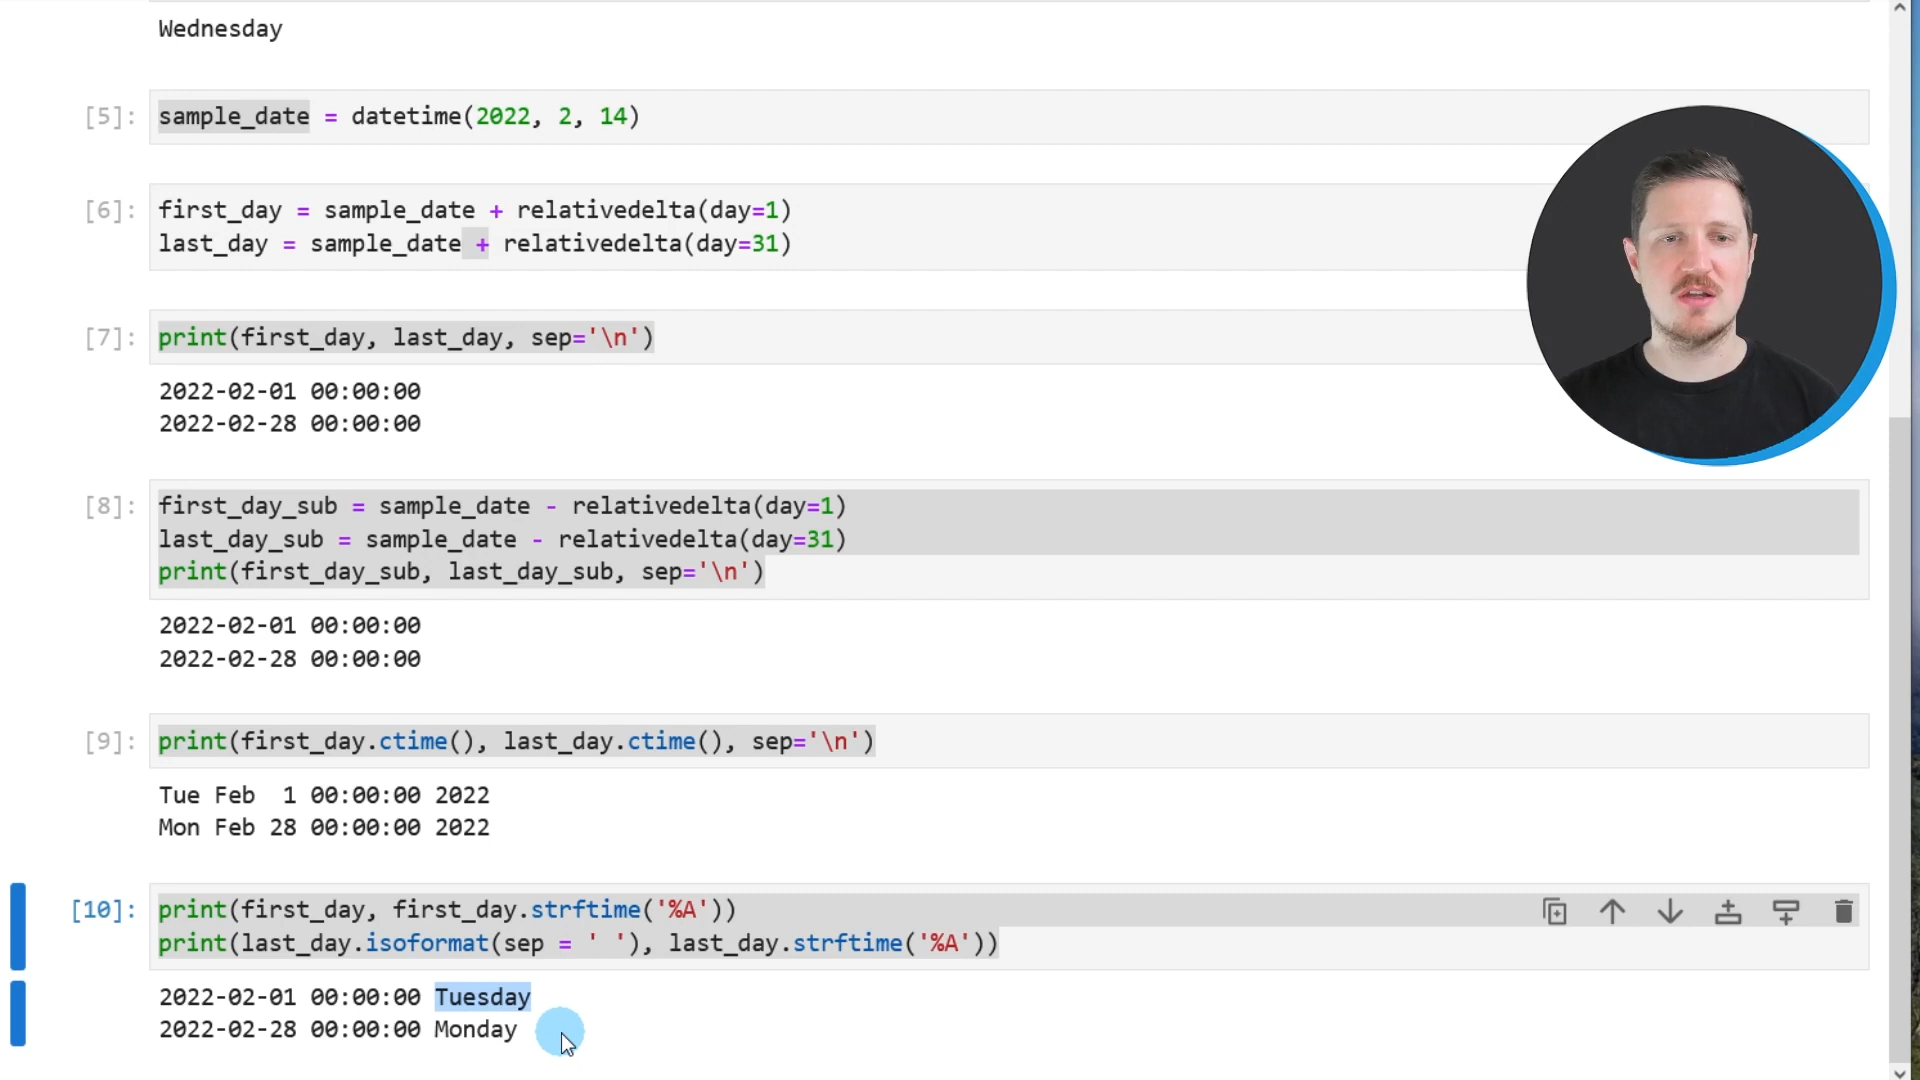 Wednesday
[5]: sample_date = datetime(2022, 2, 14)
[6]: first_day = sample_date + relativedelta(day=1)
last_day = sample_date + relativedelta(day=31)
[7]: print(first_day, last_day, sep='\n')
2022-02-01 00:00:00
2022-02-28 00:00:00
[8]: first_day_sub = sample_date - relativedelta(day=1)
last_day_sub = sample_date - relativedelta(day=31)
print(first_day_sub, last_day_sub, sep='\n')
2022-02-01 00:00:00
2022-02-28 00:00:00
[9]: print(first_day.ctime(), last_day.ctime(), sep='\n')
Tue Feb  1 00:00:00 2022
Mon Feb 28 00:00:00 2022
[10]: print(first_day, first_day.strftime('%A'))
print(last_day.isoformat(sep = ' '), last_day.strftime('%A'))
2022-02-01 00:00:00 Tuesday
2022-02-28 00:00:00 Monday